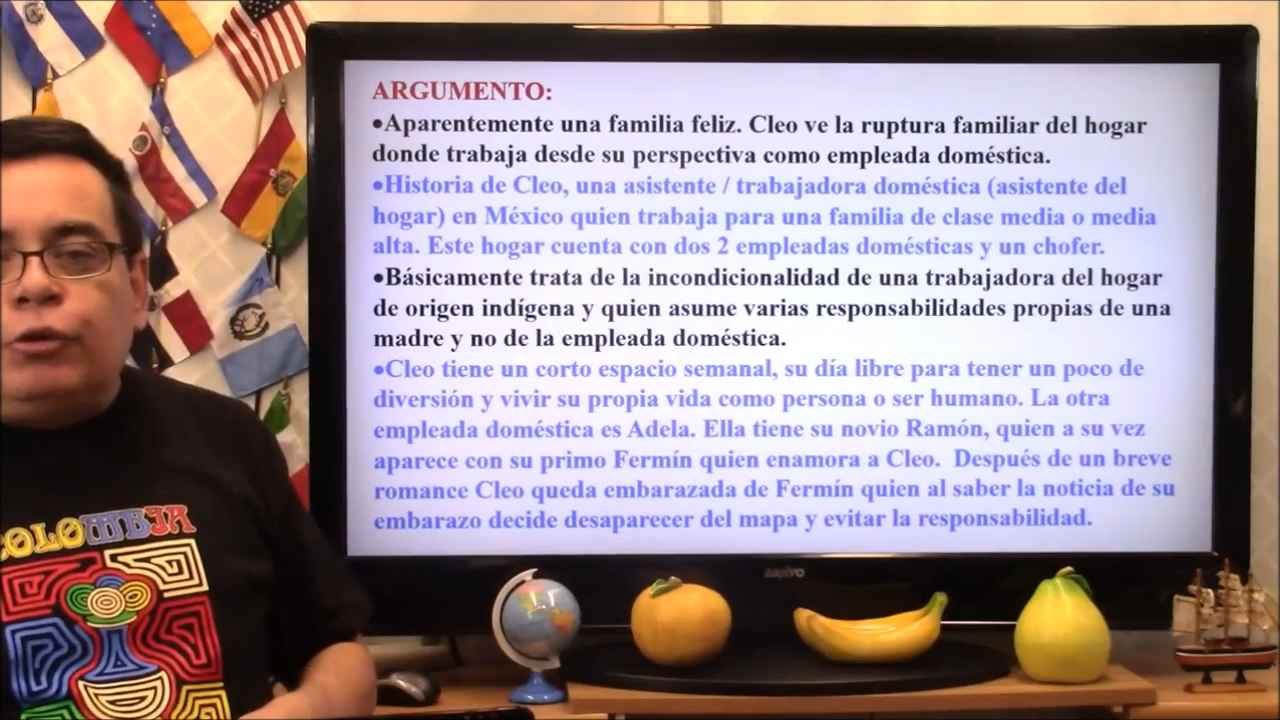 ARGUMENTO:
•Aparentemente una familia feliz. Cleo ve la ruptura familiar del hogar
donde trabaja desde su perspectiva como empleada doméstica.
•Historia de Cleo, una asistente / trabajadora doméstica (asistente del
hogar) en México quien trabaja para una familia de clase media o media
alta. Este hogar cuenta con dos 2 empleadas domésticas y un chofer.
•Básicamente trata de la incondicionalidad de una trabajadora del hogar
de origen indígena y quien asume varias responsabilidades propias de una
madre y no de la empleada doméstica.
•Cleo tiene un corto espacio semanal, su día libre para tener un poco de
diversión y vivir su propia vida como persona o ser humano. La otra
empleada doméstica es Adela. Ella tiene su novio Ramón, quien a su vez
aparece con su primo Fermín quien enamora a Cleo. Después de un breve
romance Cleo queda embarazada de Fermín quien al saber la noticia de su
embarazo decide desaparecer del mapa y evitar la responsabilidad.
SANYO
OLOMBIA